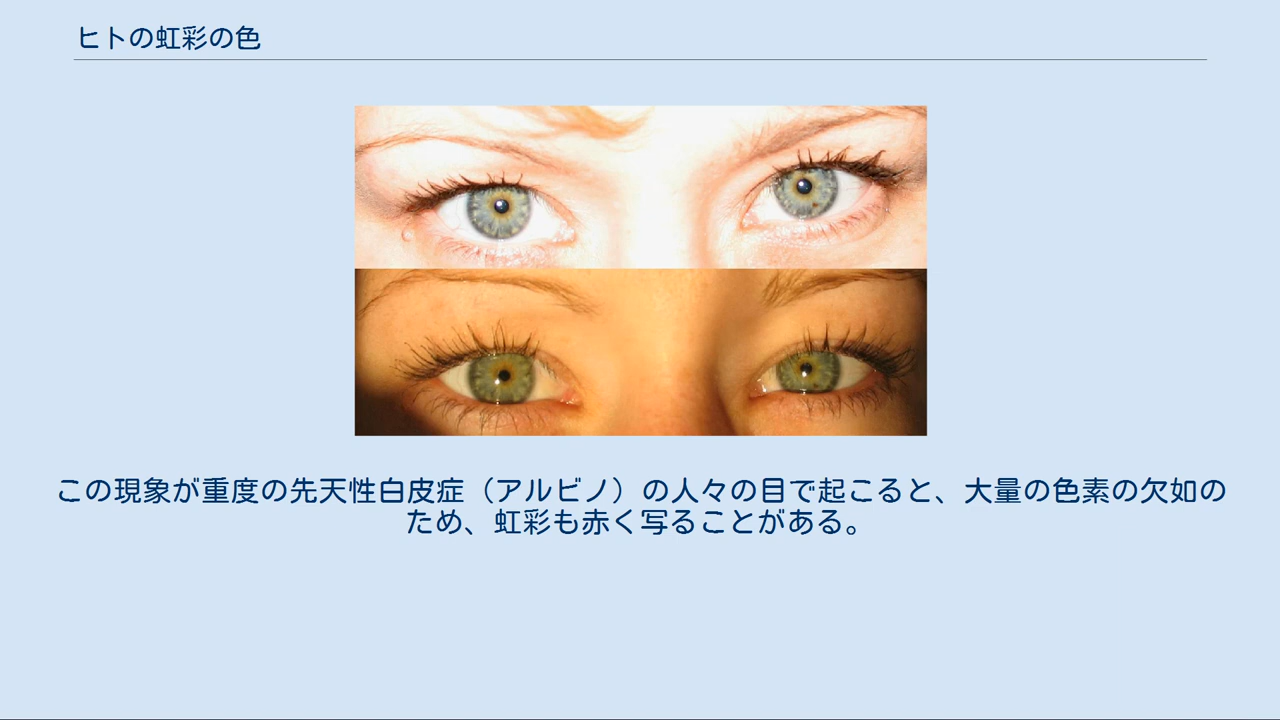 ヒトの虹彩の色
この現象が重度の先天性白皮症（アルビノ）の人々の目で起こると、大量の色素の欠如の
ため、虹彩も赤く写ることがある。